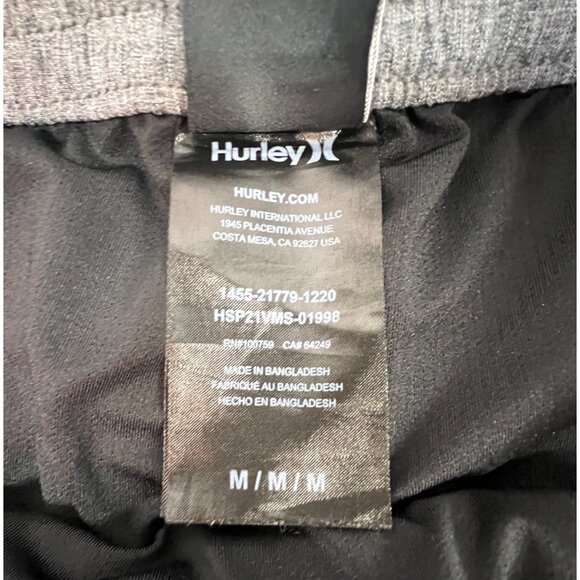 Hurley
HURLEY.COM
HURLEY INTERNATIONAL LLC
1945 PLACENTIA AVENUE
COSTA MESA, CA 92627 USA
1455-21779-1220
HSP21VMS-01998
RN#100759 CA# 64249
MADE IN BANGLADESH
FABRIQUÉ AU BANGLADESH
HECHO EN BANGLADESH
M / M / M